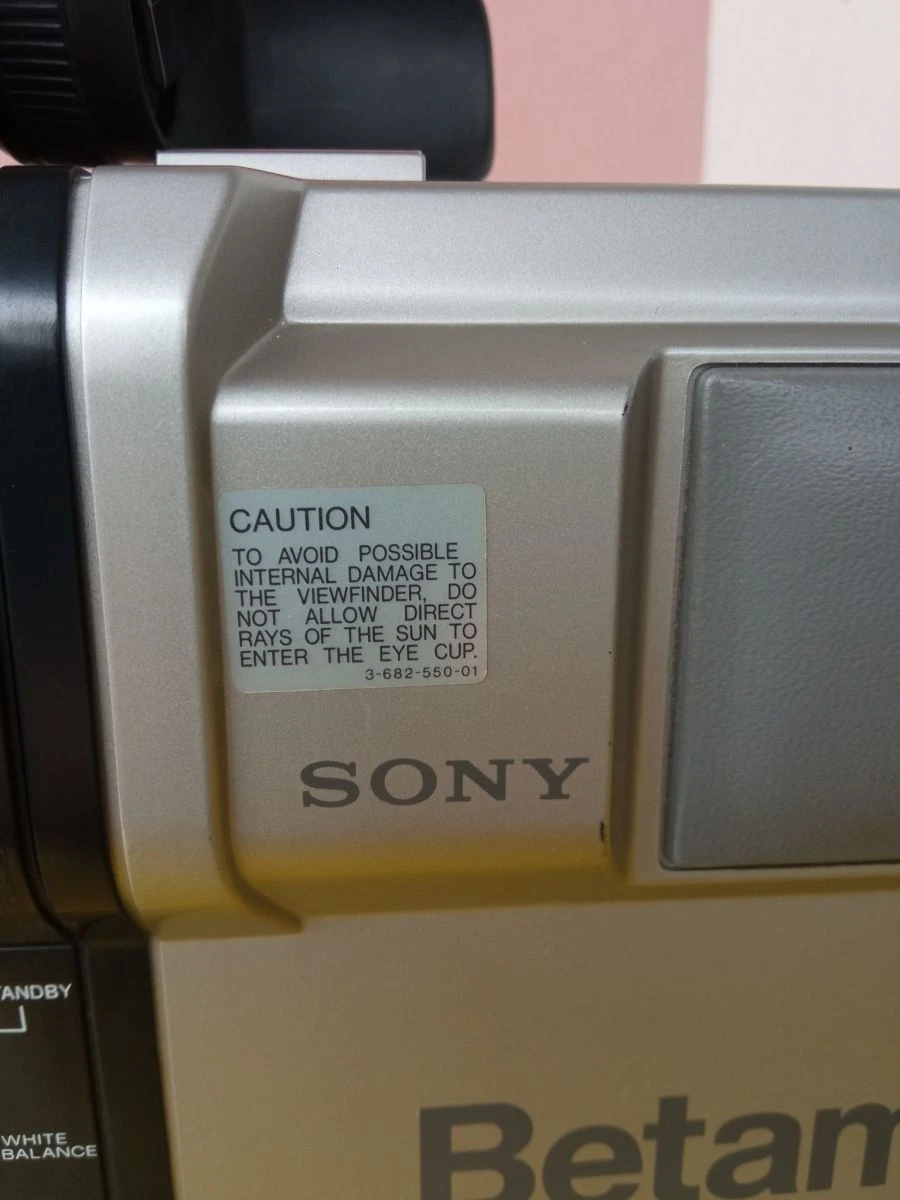 CAUTION
TO AVOID POSSIBLE
INTERNAL DAMAGE TO
THE VIEWFINDER, DO
NOT ALLOW DIRECT
RAYS OF THE SUN TO
ENTER THE EYE CUP.
3-682-550-01
SONY
ANDBY
WHITE
BALANCE
Betam